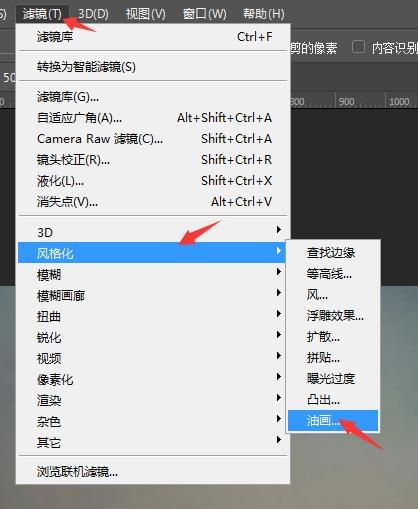 S) 滤镜(T) 3D(D) 视图(V) 窗口(W) 帮助(H)
滤镜库 Ctrl+F
剪的像素 内容识别
转换为智能滤镜(S)
50
滤镜库(G)...
自适应广角(A)... Alt+Shift+Ctrl+A
800 900 1000
Camera Raw 滤镜(C)... Shift+Ctrl+A
镜头校正(R)... Shift+Ctrl+R
液化(L)... Shift+Ctrl+X
消失点(V)... Alt+Ctrl+V
3D
风格化
模糊
模糊画廊
扭曲
锐化
视频
像素化
渲染
杂色
其它
浏览联机滤镜...
查找边缘
等高线...
风...
浮雕效果...
扩散...
拼贴...
曝光过度
凸出...
油画...